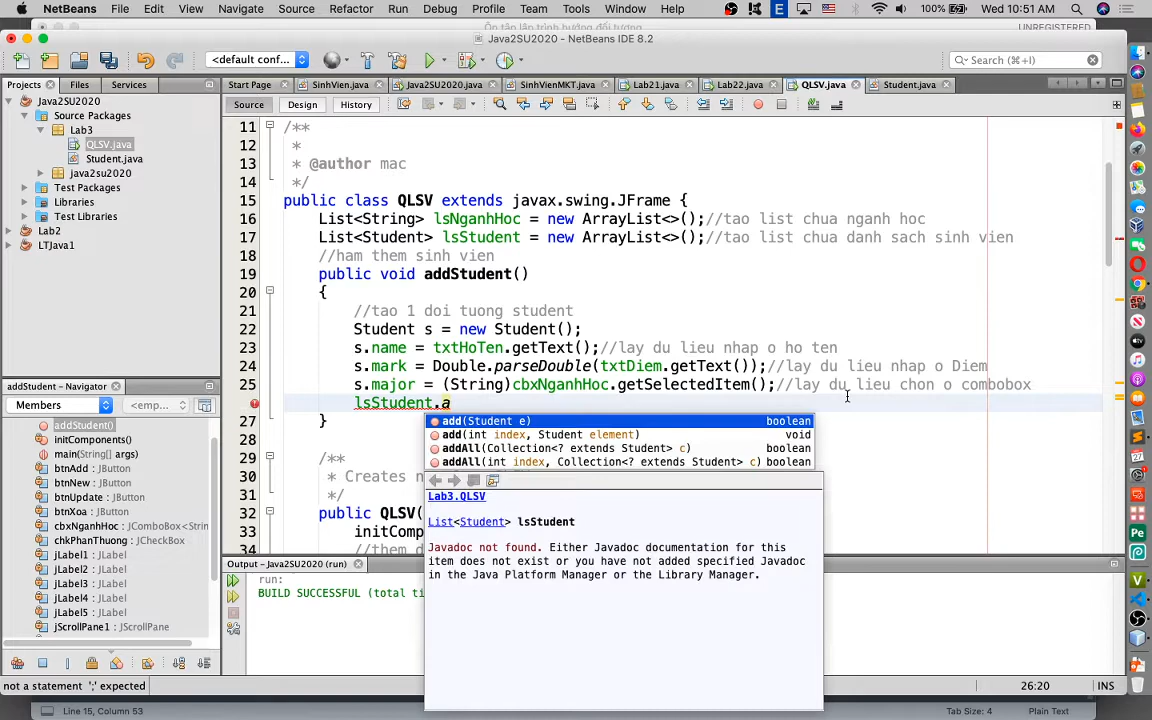 NetBeans File Edit View Navigate Source Refactor Run Debug Profile Team Tools Window Help 100% Wed 10:51 AM
UNREGISTERED
Java2SU2020 - NetBeans IDE 8.2
<default conf... Search (⌘+I)
Projects Files Services
Start Page SinhVien.java Java2SU2020.java SinhVienMKT.java Lab21.java Lab22.java QLSV.java Student.java
Source Design History
Java2SU2020
Source Packages
Lab3
QLSV.java
Student.java
java2su2020
Test Packages
Libraries
Test Libraries
Lab2
LTJava1
11 /**
12 *
13 * @author mac
14 */
15 public class QLSV extends javax.swing.JFrame {
16 List<String> lsNganhHoc = new ArrayList<>();//tao list chua nganh hoc
17 List<Student> lsStudent = new ArrayList<>();//tao list chua danh sach sinh vien
18 //ham them sinh vien
19 public void addStudent()
20 {
21 //tao 1 doi tuong student
22 Student s = new Student();
23 s.name = txtHoTen.getText();//lay du lieu nhap o ho ten
24 s.mark = Double.parseDouble(txtDiem.getText());//lay du lieu nhap o Diem
25 s.major = (String)cbxNganhHoc.getSelectedItem();//lay du lieu chon o combobox
lsStudent.a
27 }
28
29 /**
30 * Creates n
31 */
32 public QLSV(
33 initComp
34 //them d
add(Student e) boolean
add(int index, Student element) void
addAll(Collection<? extends Student> c) boolean
addAll(int index, Collection<? extends Student> c) boolean
Lab3.QLSV
List<Student> lsStudent
Javadoc not found. Either Javadoc documentation for this
item does not exist or you have not added specified Javadoc
in the Java Platform Manager or the Library Manager.
addStudent - Navigator
Members <emp...
addStudent()
initComponents()
main(String[] args)
btnAdd : JButton
btnNew : JButton
btnUpdate : JButton
btnXoa : JButton
cbxNganhHoc : JComboBox<Strin
chkPhanThuong : JCheckBox
jLabel1 : JLabel
jLabel2 : JLabel
jLabel3 : JLabel
jLabel4 : JLabel
jLabel5 : JLabel
jScrollPane1 : JScrollPane
Output - Java2SU2020 (run)
run:
BUILD SUCCESSFUL (total ti
not a statement ';' expected 26:20 INS
Line 15, Column 53 Tab Size: 4 Plain Text